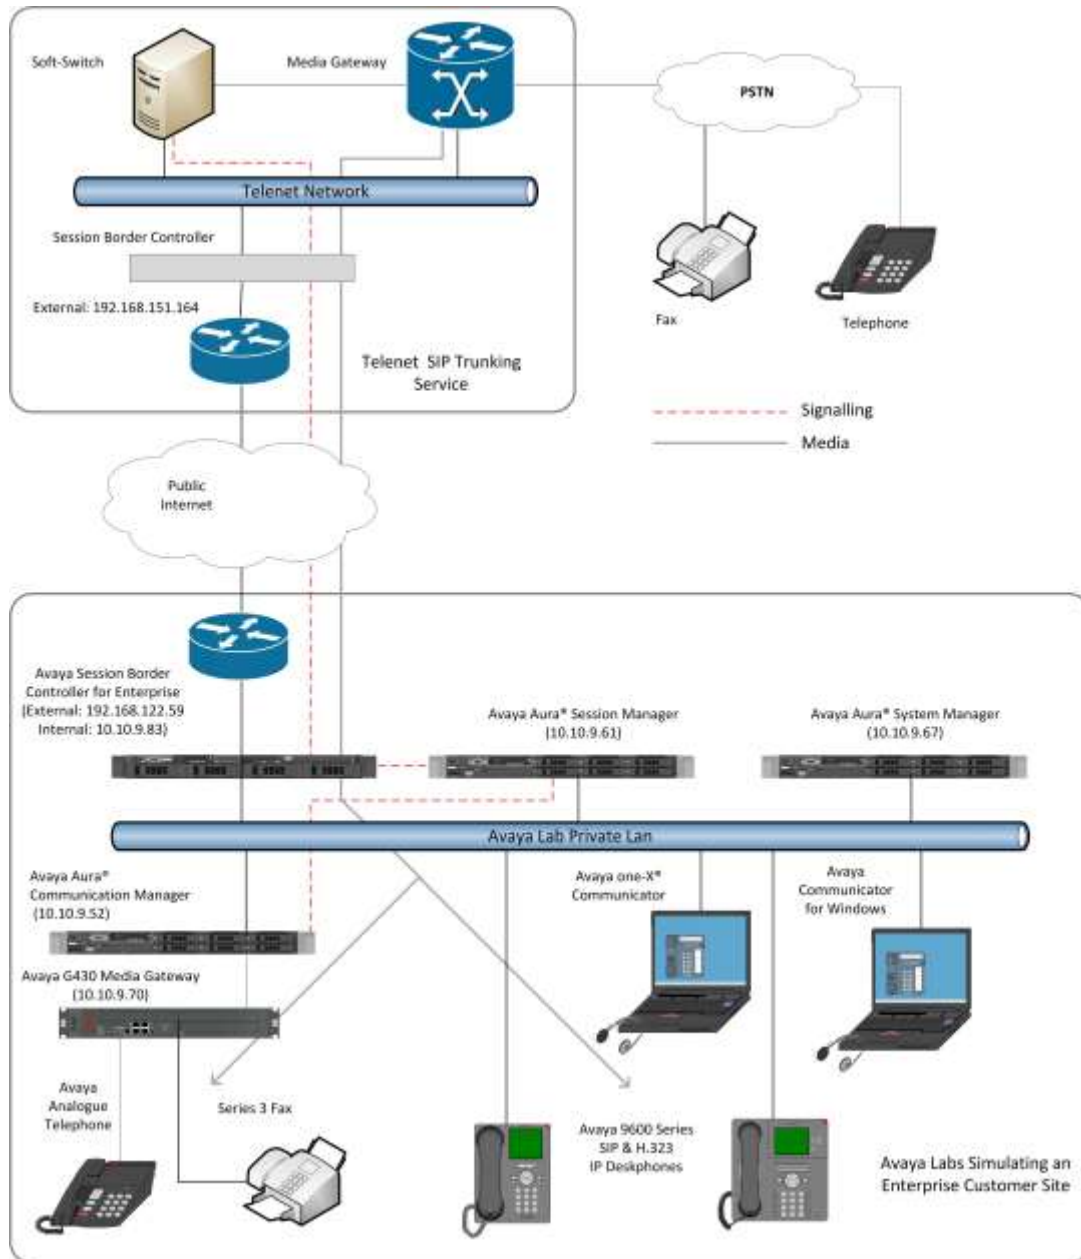 Soft-Switch
Media Gateway
PSTN
Telenet Network
Session Border Controller
External: 192.168.151.164
Fax
Telephone
Telenet SIP Trunking
Service
Signalling
Media
Public
Internet
Avaya Session Border
Controller for Enterprise
(External: 192.168.122.59
Internal: 10.10.9.83)
Avaya Aura® Session Manager
(10.10.9.61)
Avaya Aura® System Manager
(10.10.9.67)
Avaya Lab Private Lan
Avaya Aura®
Communication Manager
(10.10.9.52)
Avaya one-X®
Communicator
Avaya
Communicator
for Windows
Avaya G430 Media Gateway
(10.10.9.70)
Avaya
Analogue
Telephone
Series 3 Fax
Avaya 9600 Series
SIP & H.323
IP Deskphones
Avaya Labs Simulating an
Enterprise Customer Site